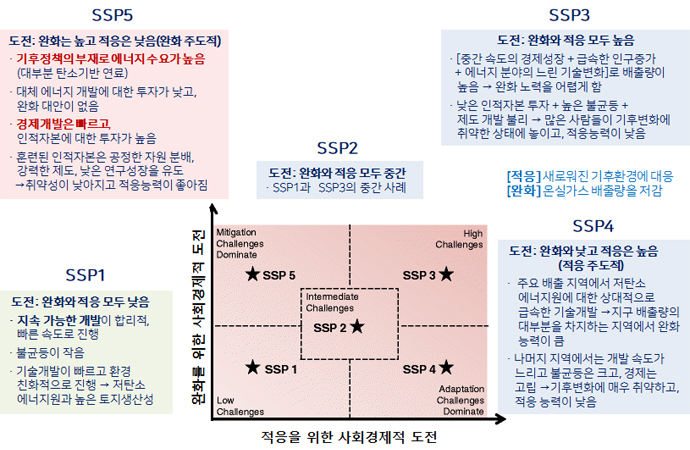 SSP5
도전: 완화는 높고 적응은 낮음(완화 주도적)
· 기후정책의 부재로 에너지 수요가 높음
(대부분 탄소기반 연료)
· 대체 에너지 개발에 대한 투자가 낮고,
완화 대안이 없음
· 경제개발은 빠르고,
인적자본에 대한 투자가 높음
· 훈련된 인적자본은 공정한 자원 분배,
강력한 제도, 낮은 연구성장을 유도
→취약성이 낮아지고 적응능력이 좋아짐
SSP3
도전: 완화와 적응 모두 높음
· [중간 속도의 경제성장 + 급속한 인구증가
+ 에너지 분야의 느린 기술변화]로 배출량이
높음 → 완화 노력을 어렵게 함
· 낮은 인적자본 투자 + 높은 불균등 +
제도 개발 불리 → 많은 사람들이 기후변화에
취약한 상태에 놓이고, 적응능력이 낮음
SSP2
도전: 완화와 적응 모두 중간
· SSP1과 SSP3의 중간 사례
[적응] 새로워진 기후환경에 대응
[완화] 온실가스 배출량을 저감
SSP1
도전: 완화와 적응 모두 낮음
· 지속 가능한 개발이 합리적,
빠른 속도로 진행
· 불균등이 작음
· 기술개발이 빠르고 환경
친화적으로 진행 → 저탄소
에너지원과 높은 토지생산성
SSP4
도전: 완화와 낮고 적응은 높음
(적응 주도적)
· 주요 배출 지역에서 저탄소
에너지원에 대한 상대적으로
급속한 기술개발 → 지구 배출량의
대부분을 차지하는 지역에서 완화
능력이 큼
· 나머지 지역에서는 개발 속도가
느리고 불균등은 크고, 경제는
고립 →기후변화에 매우 취약하고,
적응 능력이 낮음
완화를 위한 사회경제적 도전
Mitigation
Challenges
Dominate
High
Challenges
★ SSP 5
SSP 3 ★
Intermediate
Challenges
SSP 2 ★
★ SSP 1
SSP 4 ★
Low
Challenges
Adaptation
Challenges
Dominate
적응을 위한 사회경제적 도전